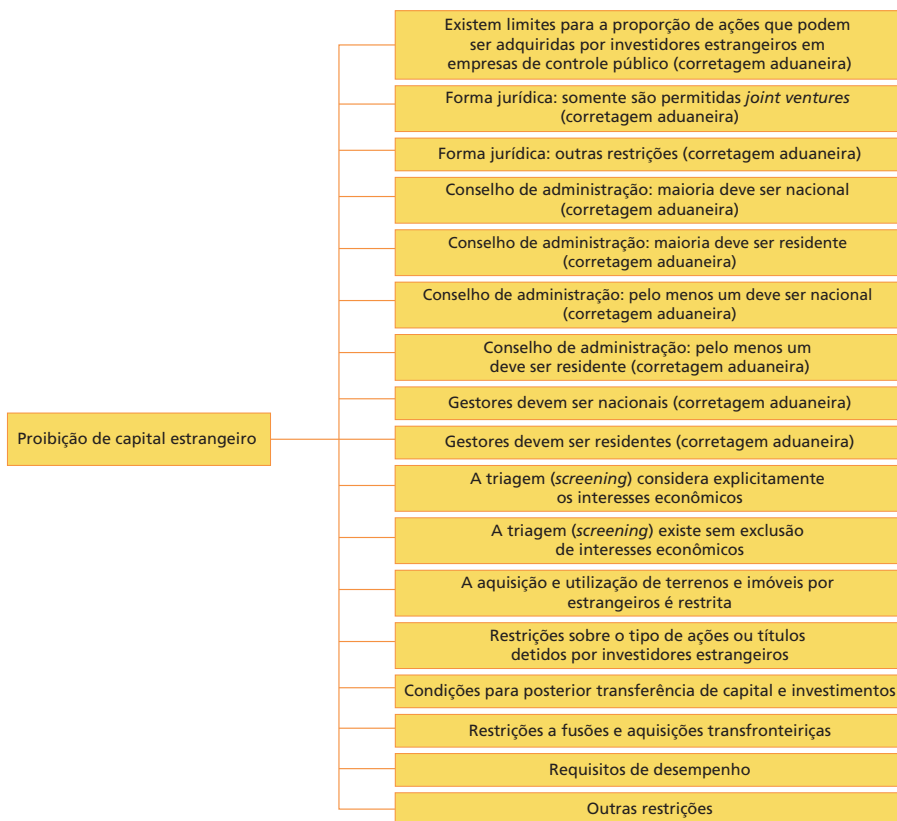 Existem limites para a proporção de ações que podem
ser adquiridas por investidores estrangeiros em
empresas de controle público (corretagem aduaneira)
Forma jurídica: somente são permitidas joint ventures
(corretagem aduaneira)
Forma jurídica: outras restrições (corretagem aduaneira)
Conselho de administração: maioria deve ser nacional
(corretagem aduaneira)
Conselho de administração: maioria deve ser residente
(corretagem aduaneira)
Conselho de administração: pelo menos um deve ser nacional
(corretagem aduaneira)
Conselho de administração: pelo menos um
deve ser residente (corretagem aduaneira)
Gestores devem ser nacionais (corretagem aduaneira)
Proibição de capital estrangeiro
Gestores devem ser residentes (corretagem aduaneira)
A triagem (screening) considera explicitamente
os interesses econômicos
A triagem (screening) existe sem exclusão
de interesses econômicos
A aquisição e utilização de terrenos e imóveis por
estrangeiros é restrita
Restrições sobre o tipo de ações ou títulos
detidos por investidores estrangeiros
Condições para posterior transferência de capital e investimentos
Restrições a fusões e aquisições transfronteiriças
Requisitos de desempenho
Outras restrições